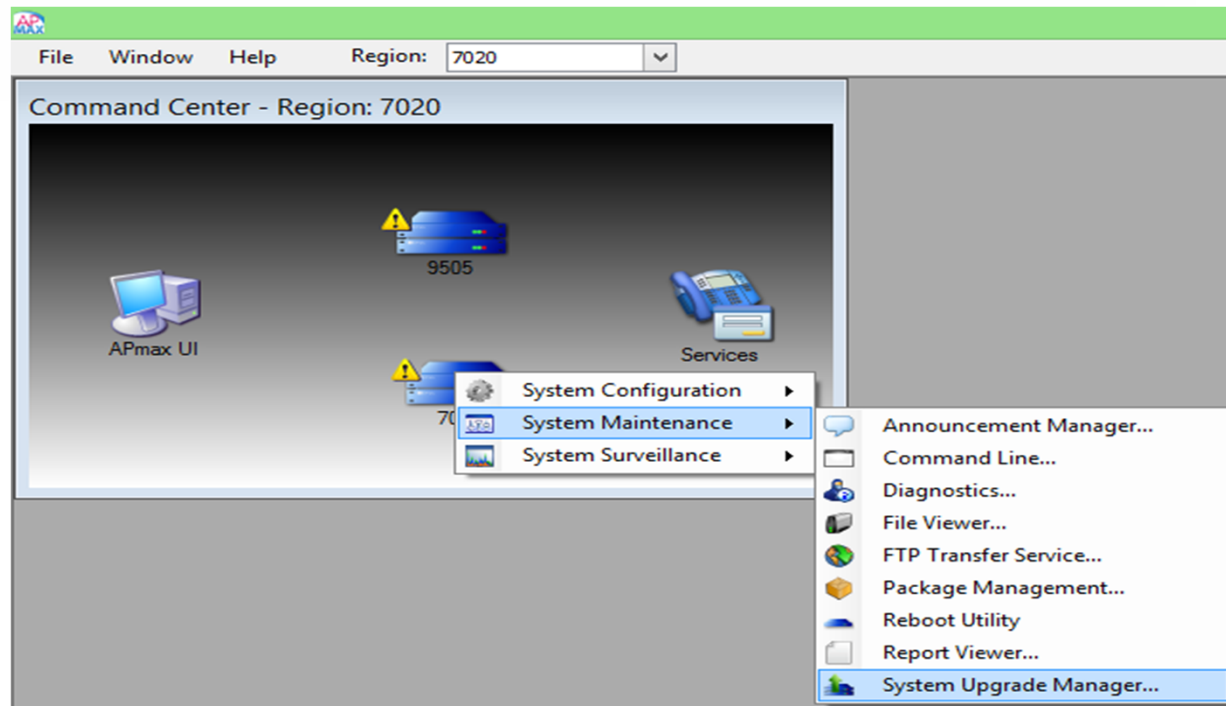 AP MAX
File Window Help Region: 7020
Command Center - Region: 7020
9505
APmax UI
Services
70
System Configuration
System Maintenance
System Surveillance
Announcement Manager...
Command Line...
Diagnostics...
File Viewer...
FTP Transfer Service...
Package Management...
Reboot Utility
Report Viewer...
System Upgrade Manager...